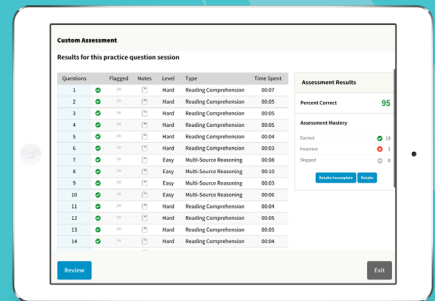 Custom Assessment
Results for this practice question session
Questions Flagged Notes Level Type Time Spent
1 Hard Reading Comprehension 00:07
2 Hard Reading Comprehension 00:05
3 Hard Reading Comprehension 00:05
4 Hard Reading Comprehension 00:05
5 Hard Reading Comprehension 00:04
6 Hard Reading Comprehension 00:03
7 Easy Multi-Source Reasoning 00:08
8 Easy Multi-Source Reasoning 00:10
9 Easy Multi-Source Reasoning 00:03
10 Easy Multi-Source Reasoning 00:06
11 Hard Reading Comprehension 00:04
12 Hard Reading Comprehension 00:05
13 Hard Reading Comprehension 00:05
14 Hard Reading Comprehension 00:04
Assessment Results
Percent Correct 95
Assessment Mastery
Correct 19
Incorrect 1
Skipped 0
Retake Incomplete Retake
Review
Exit